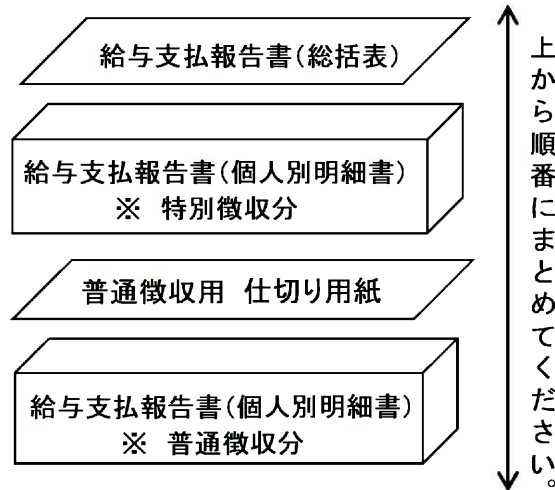 給与支払報告書(総括表)
給与支払報告書(個人別明細書)
※ 特別徴収分
普通徴収用 仕切り用紙
給与支払報告書(個人別明細書)
※ 普通徴収分
上から順番にまとめてください。